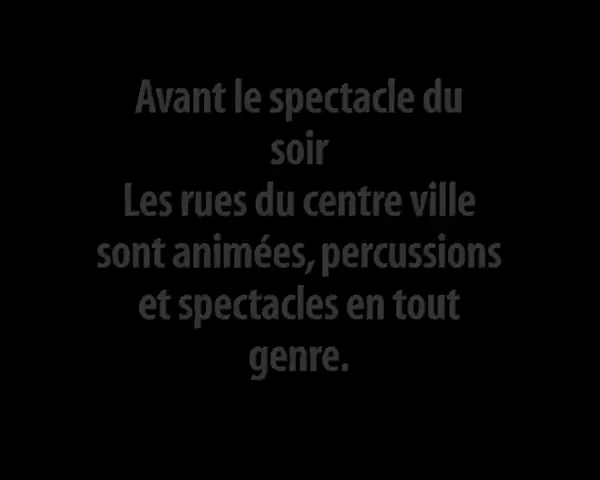 Avant le spectacle du
soir
Les rues du centre ville
sont animées, percussions
et spectacles en tout
genre.